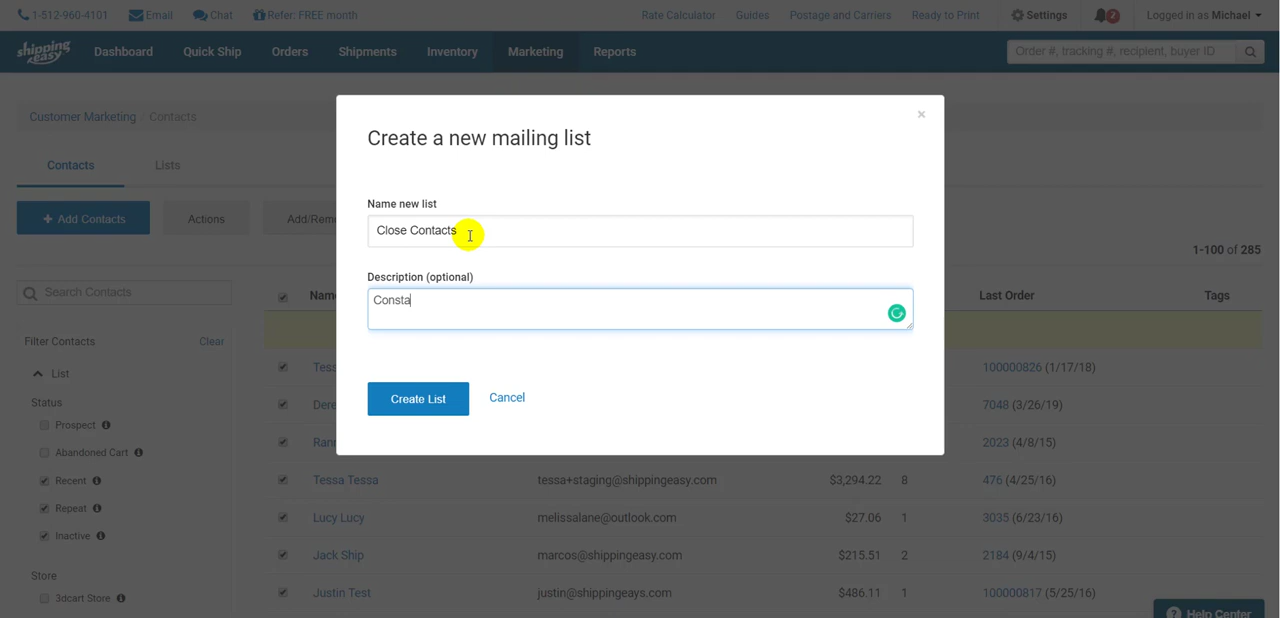 1-512-960-4101 Email Chat Refer: FREE month Rate Calculator Guides Postage and Carriers Ready to Print Settings 2 Logged in as Michael
shipping easy Dashboard Quick Ship Orders Shipments Inventory Marketing Reports Order #, tracking #, recipient, buyer ID
Customer Marketing / Contacts
×
Create a new mailing list
Contacts Lists
Name new list
+ Add Contacts Actions Add/Remo
Close Contacts
1-100 of 285
Description (optional)
Search Contacts
Consta
Name Last Order Tags
Filter Contacts Clear
List
Tess 100000826 (1/17/18)
Status
Create List Cancel
Dere 7048 (3/26/19)
Prospect
Rann 2023 (4/8/15)
Abandoned Cart
Recent
Tessa Tessa tessa+staging@shippingeasy.com $3,294.22 8 476 (4/25/16)
Repeat
Lucy Lucy melissalane@outlook.com $27.06 1 3035 (6/23/16)
Inactive
Jack Ship marcos@shippingeasy.com $215.51 2 2184 (9/4/15)
Store
3dcart Store
Justin Test justin@shippingeays.com $486.11 1 100000817 (5/25/16)
Help Center